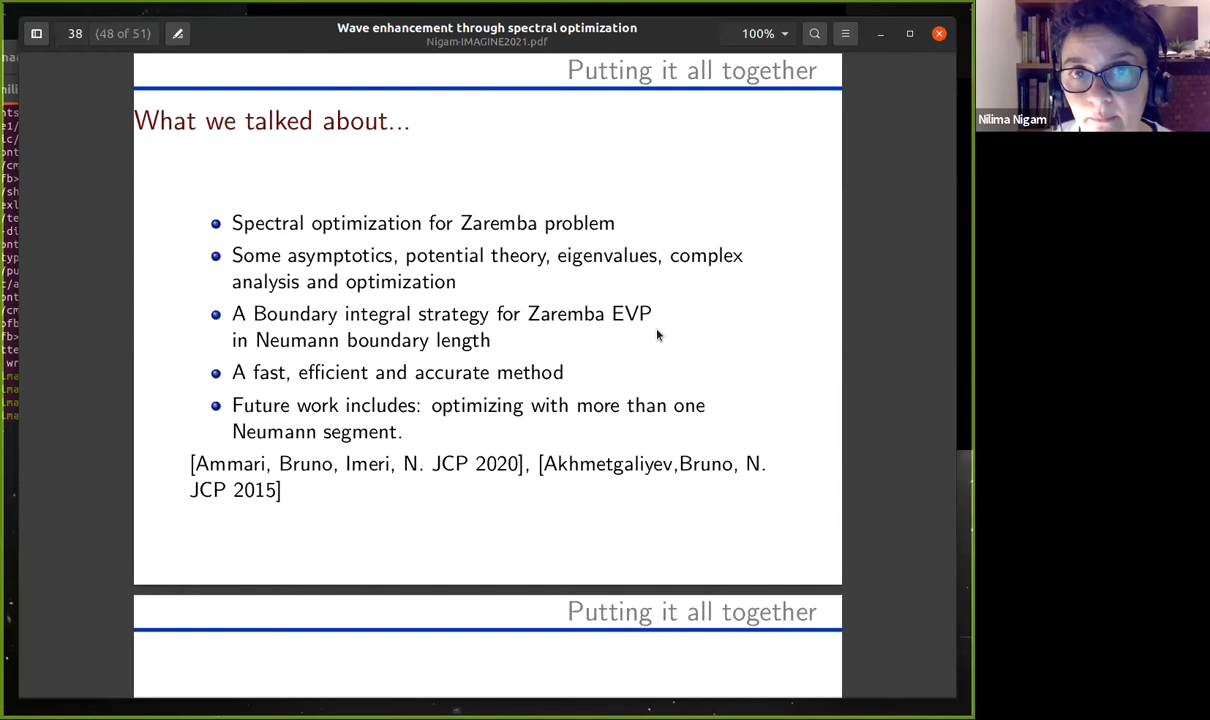 Wave enhancement through spectral optimization
Nigam-IMAGINE2021.pdf
38 (48 of 51)
100%
Putting it all together
What we talked about...
Spectral optimization for Zaremba problem
Some asymptotics, potential theory, eigenvalues, complex
analysis and optimization
A Boundary integral strategy for Zaremba EVP
in Neumann boundary length
A fast, efficient and accurate method
Future work includes: optimizing with more than one
Neumann segment.
[Ammari, Bruno, Imeri, N. JCP 2020], [Akhmetgaliyev,Bruno, N.
JCP 2015]
Putting it all together
Nilima Nigam